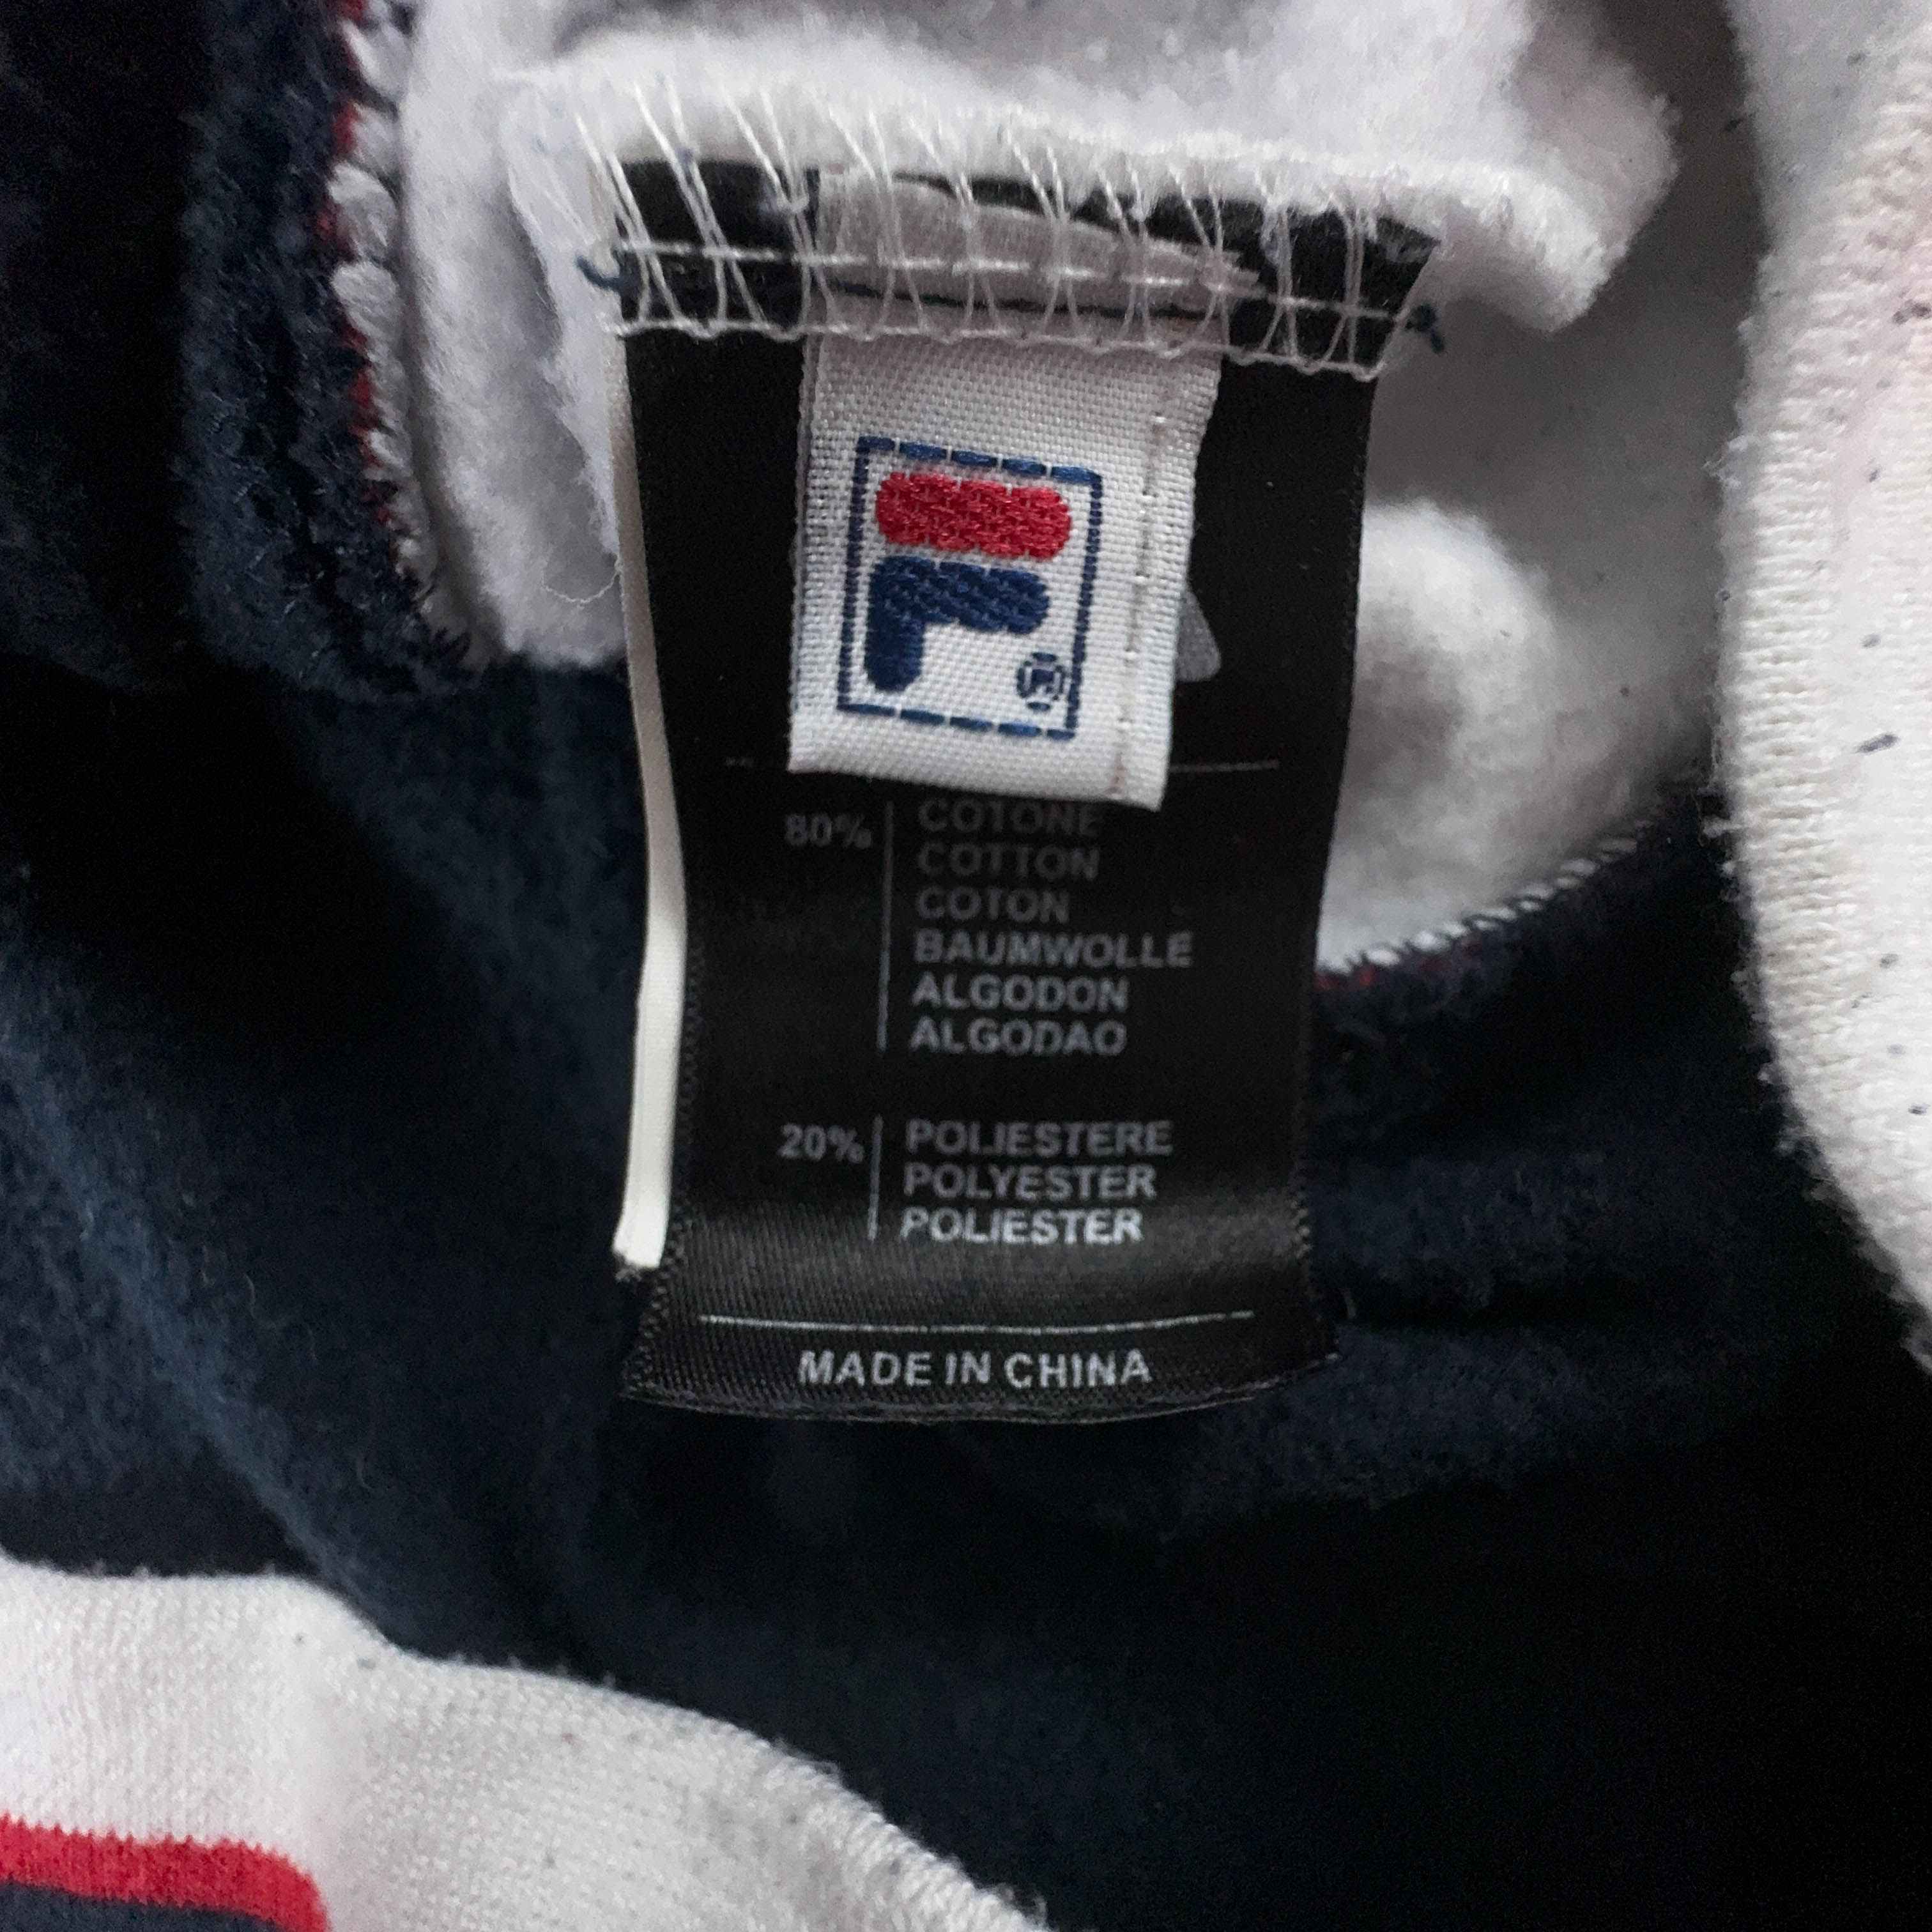 F
®
80% COTONE
COTTON
COTON
BAUMWOLLE
ALGODON
ALGODAO
20% POLIESTERE
POLYESTER
POLIESTER
MADE IN CHINA